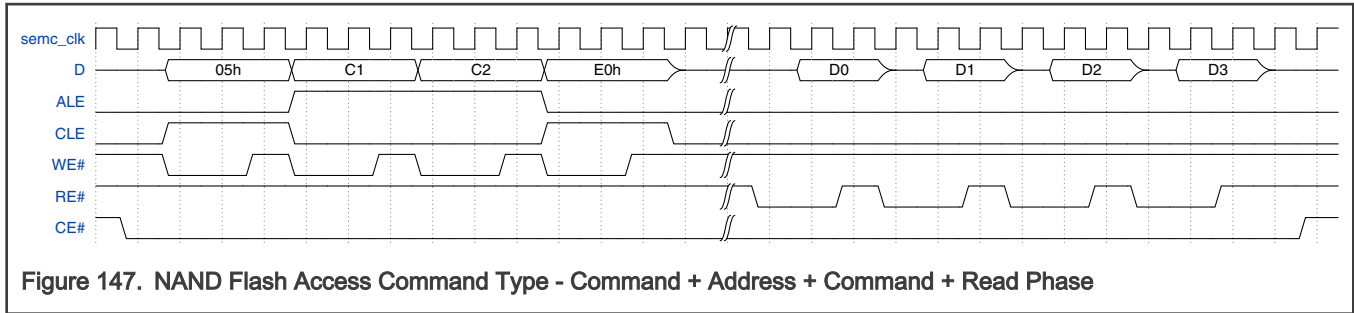 semc_clk
D 05h C1 C2 E0h D0 D1 D2 D3
ALE
CLE
WE#
RE#
CE#
Figure 147. NAND Flash Access Command Type - Command + Address + Command + Read Phase